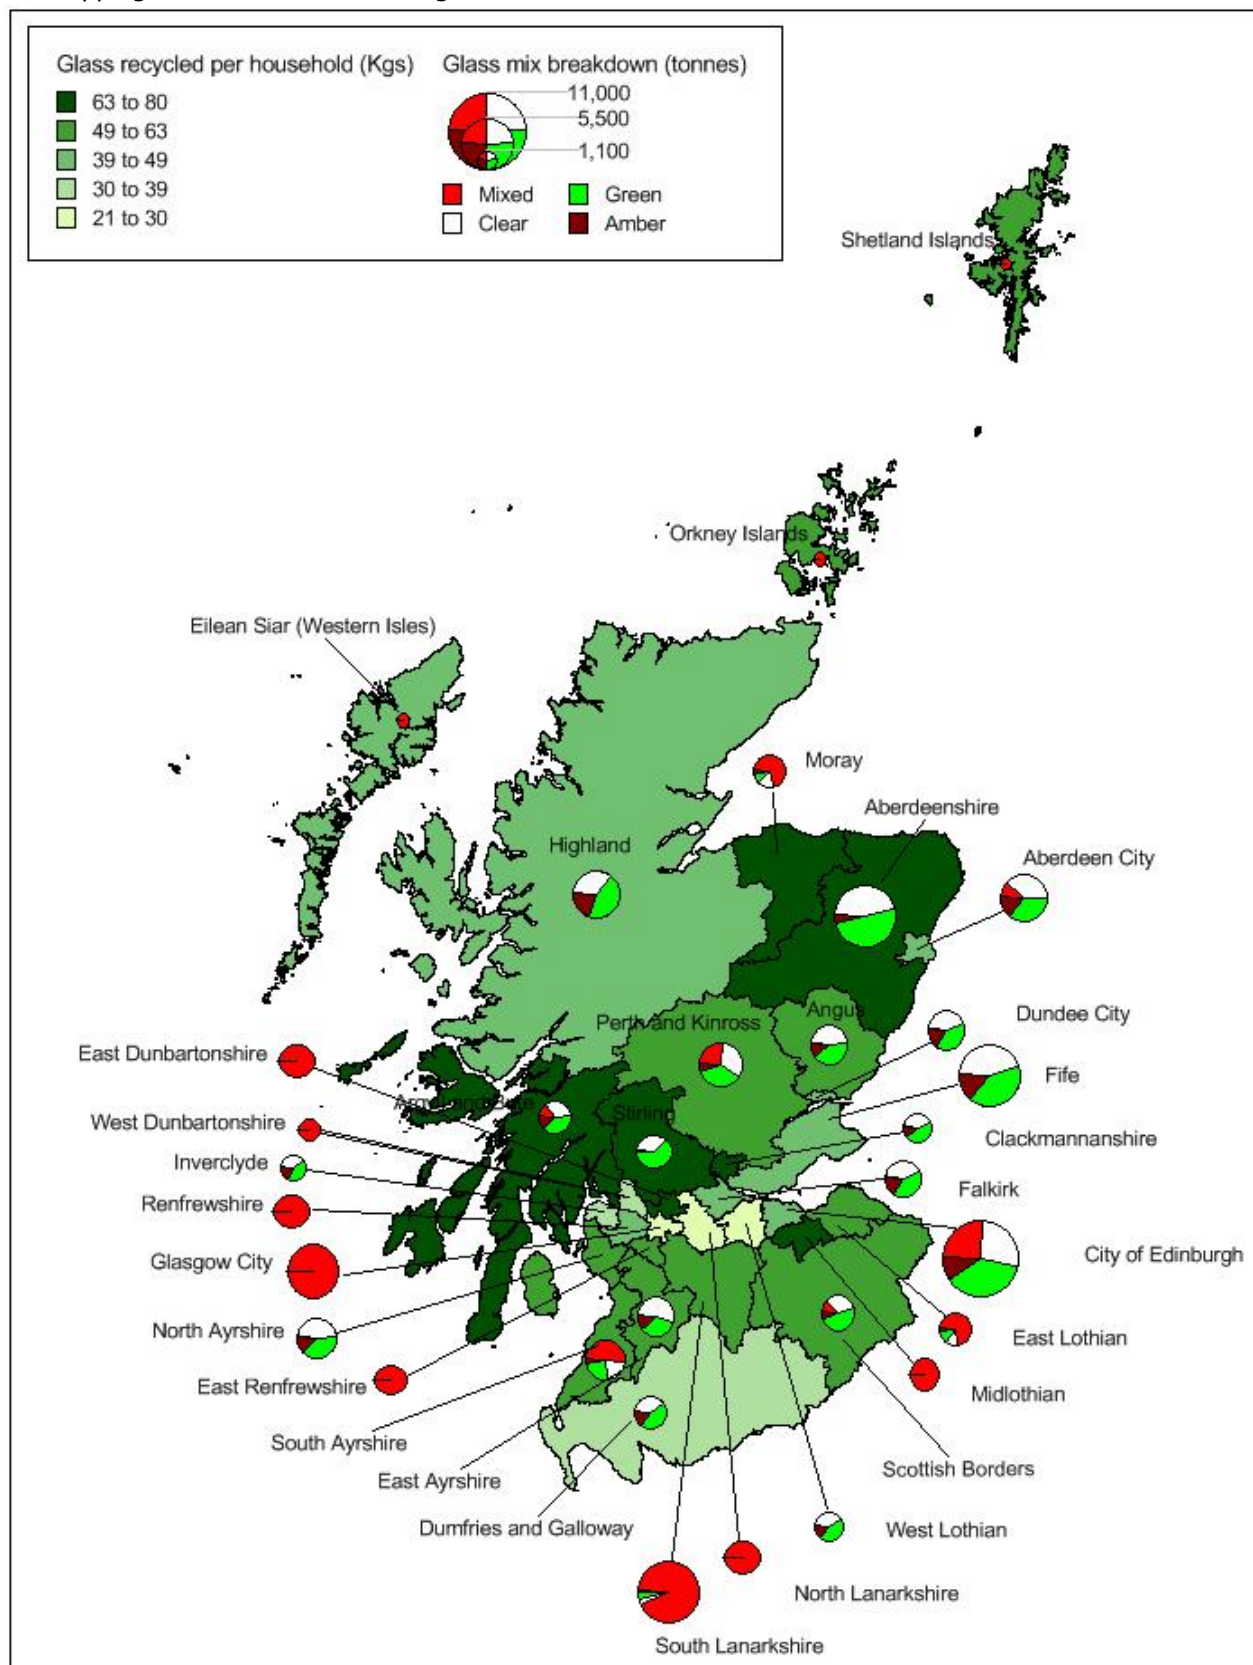 Glass recycled per household (Kgs)
63 to 80
49 to 63
39 to 49
30 to 39
21 to 30
Glass mix breakdown (tonnes)
11,000
5,500
1,100
Mixed
Green
Clear
Amber
Shetland Islands
Orkney Islands
Eilean Siar (Western Isles)
Moray
Aberdeenshire
Highland
Aberdeen City
Angus
Dundee City
Perth and Kinross
East Dunbartonshire
Fife
Argyll and Bute
Stirling
West Dunbartonshire
Clackmannanshire
Inverclyde
Falkirk
Renfrewshire
City of Edinburgh
Glasgow City
North Ayrshire
East Lothian
East Renfrewshire
Midlothian
South Ayrshire
Scottish Borders
East Ayrshire
Dumfries and Galloway
West Lothian
North Lanarkshire
South Lanarkshire